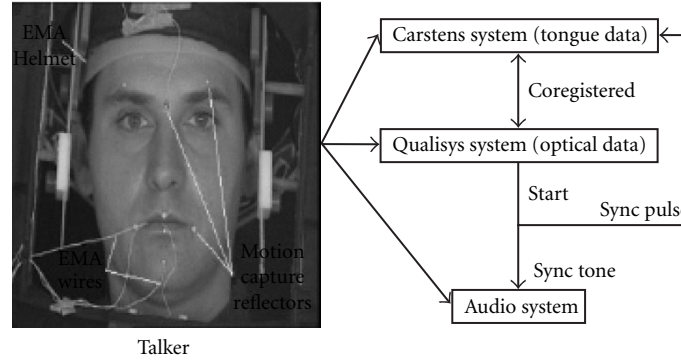 EMA
Helmet
EMA
wires
Motion
capture
reflectors
Talker
Carstens system (tongue data)
Coregistered
Qualisys system (optical data)
Start
Sync pulse
Sync tone
Audio system